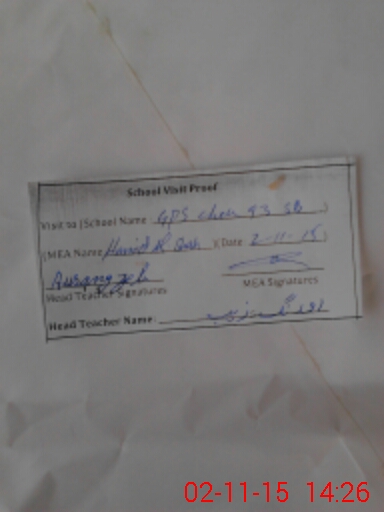 School Visit Proof
Visit to (School Name GPS chak 93 SB )
(MEA Name Hamid )(Date 2-11-15)
Aurangzeb
Head Teacher Signatures MEA Signatures
Head Teacher Name: اورنگزیب
02-11-15 14:26